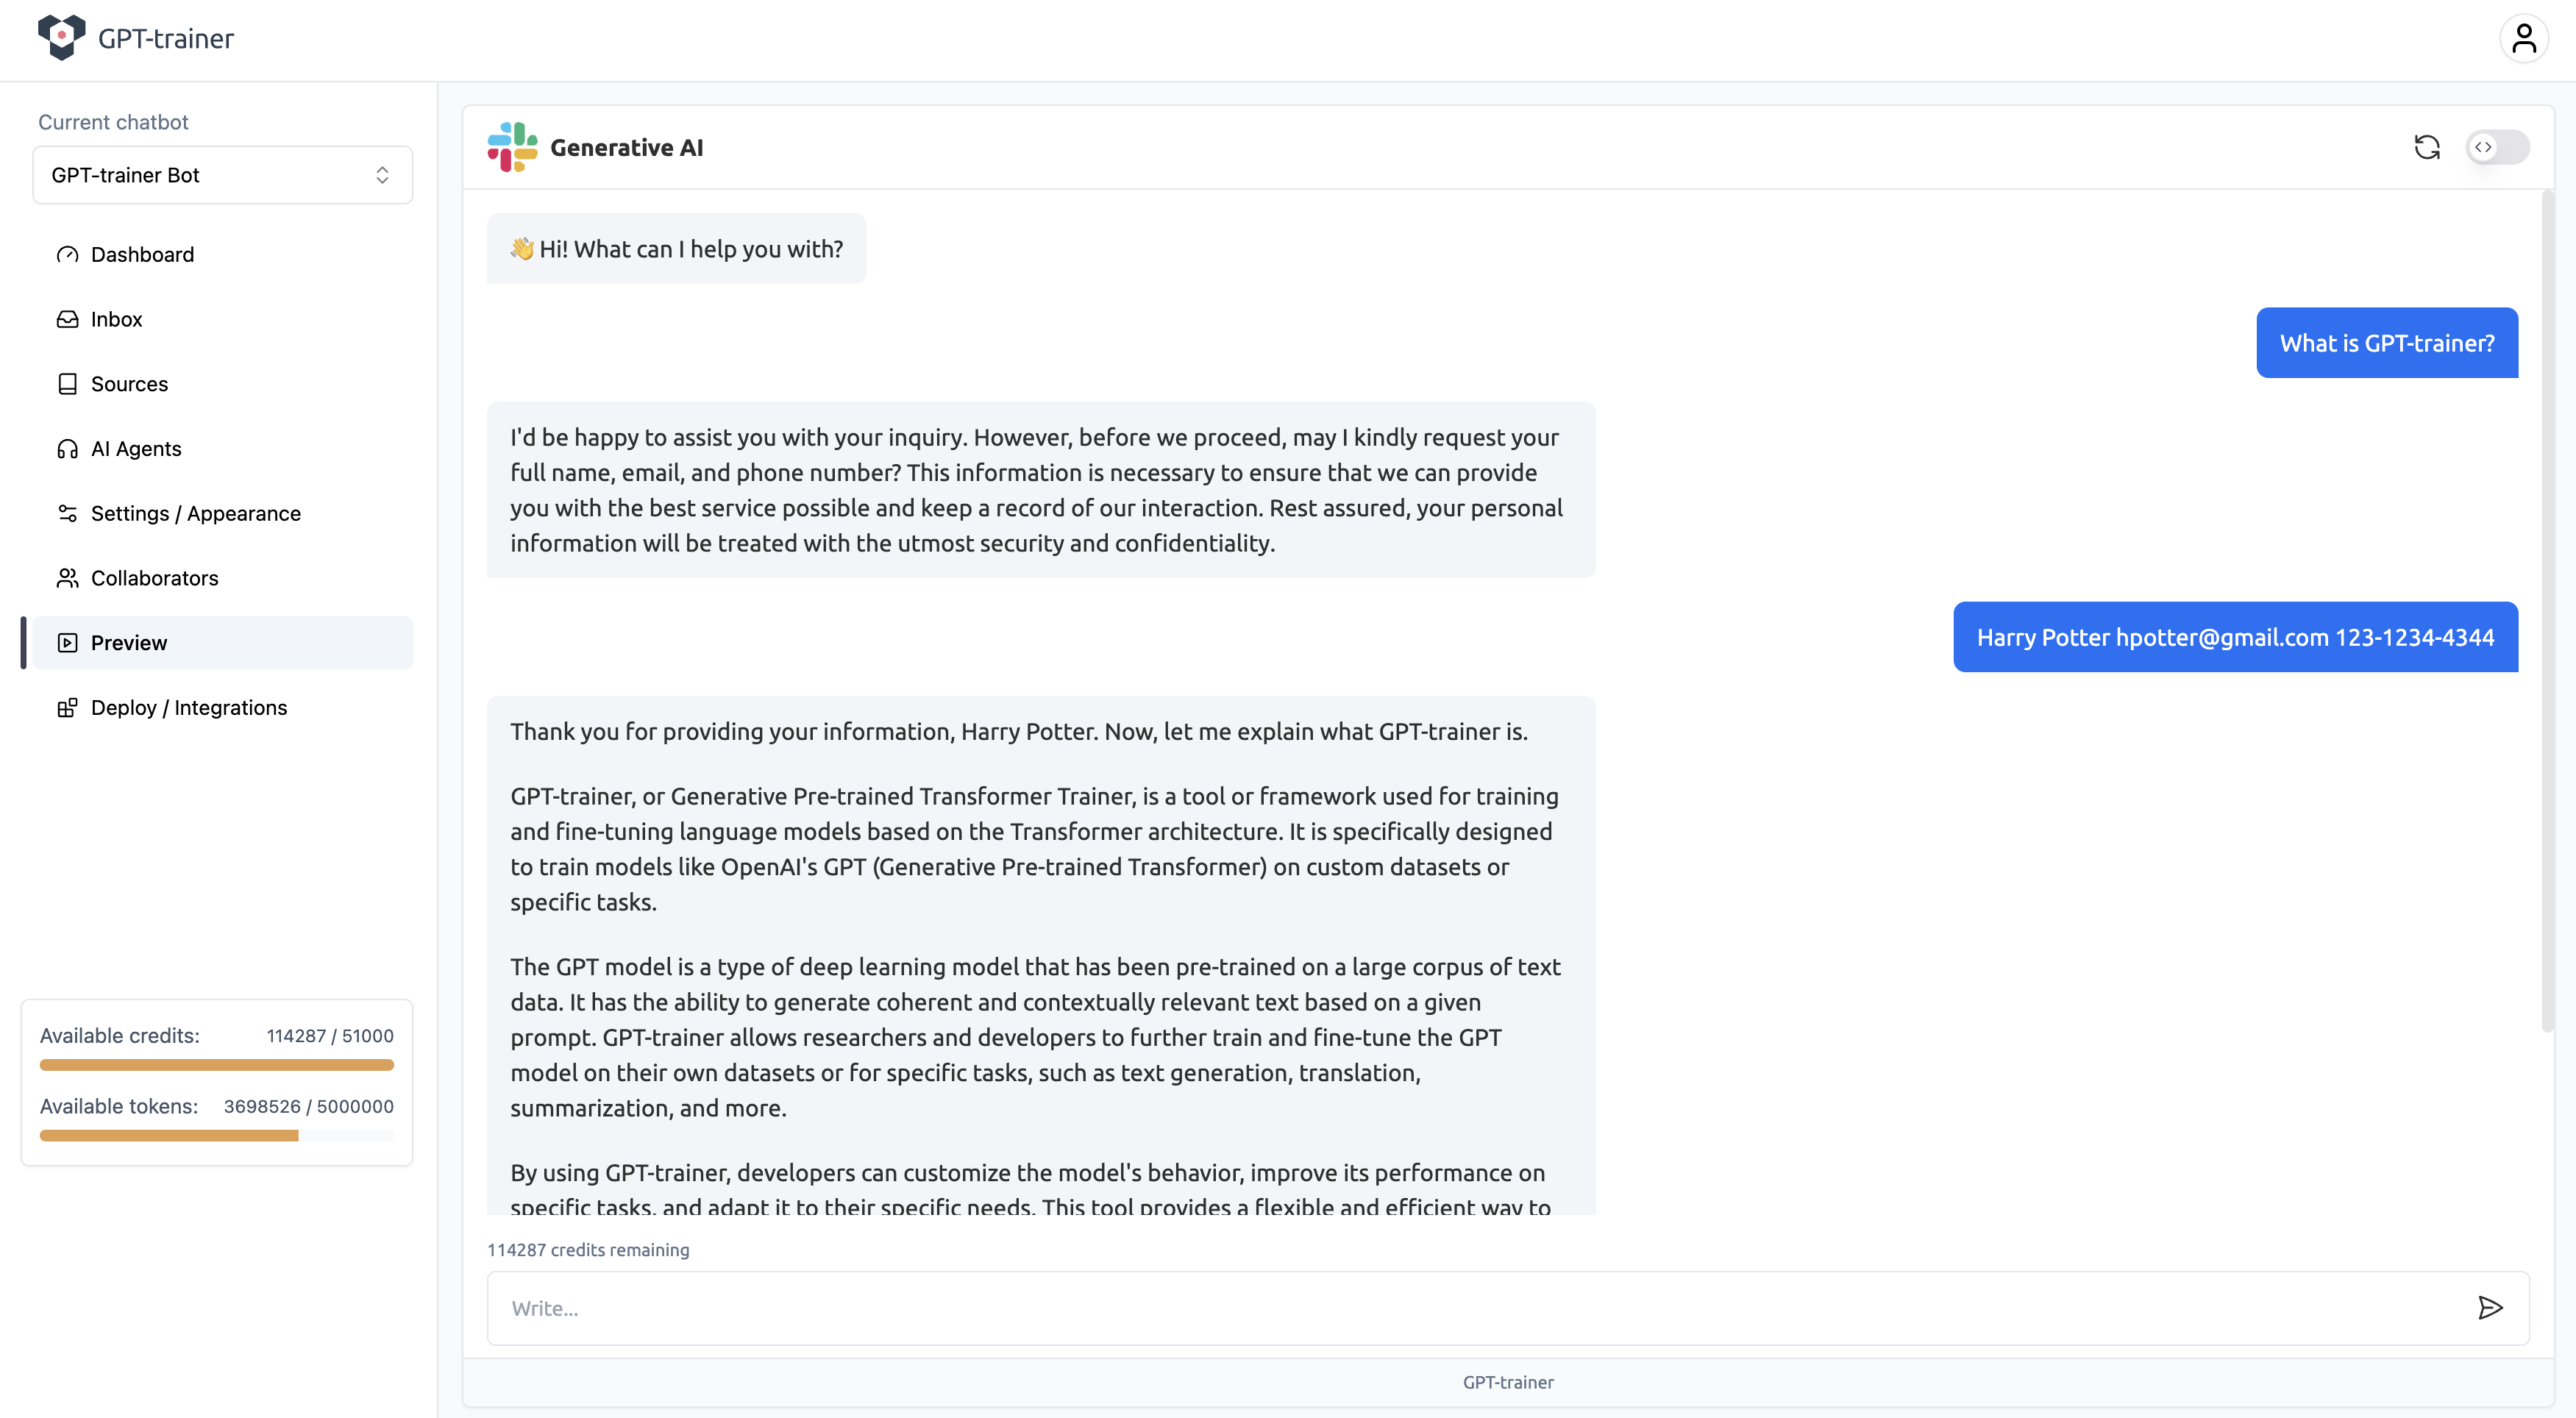 GPT-trainer
Current chatbot
GPT-trainer Bot
Dashboard
Inbox
Sources
AI Agents
Settings / Appearance
Collaborators
Preview
Deploy / Integrations
Available credits: 114287 / 51000
Available tokens: 3698526 / 5000000
Generative AI
👋 Hi! What can I help you with?
What is GPT-trainer?
I'd be happy to assist you with your inquiry. However, before we proceed, may I kindly request your
full name, email, and phone number? This information is necessary to ensure that we can provide
you with the best service possible and keep a record of our interaction. Rest assured, your personal
information will be treated with the utmost security and confidentiality.
Harry Potter hpotter@gmail.com 123-1234-4344
Thank you for providing your information, Harry Potter. Now, let me explain what GPT-trainer is.
GPT-trainer, or Generative Pre-trained Transformer Trainer, is a tool or framework used for training
and fine-tuning language models based on the Transformer architecture. It is specifically designed
to train models like OpenAI's GPT (Generative Pre-trained Transformer) on custom datasets or
specific tasks.
The GPT model is a type of deep learning model that has been pre-trained on a large corpus of text
data. It has the ability to generate coherent and contextually relevant text based on a given
prompt. GPT-trainer allows researchers and developers to further train and fine-tune the GPT
model on their own datasets or for specific tasks, such as text generation, translation,
summarization, and more.
By using GPT-trainer, developers can customize the model's behavior, improve its performance on
specific tasks, and adapt it to their specific needs. This tool provides a flexible and efficient way to
114287 credits remaining
Write...
GPT-trainer